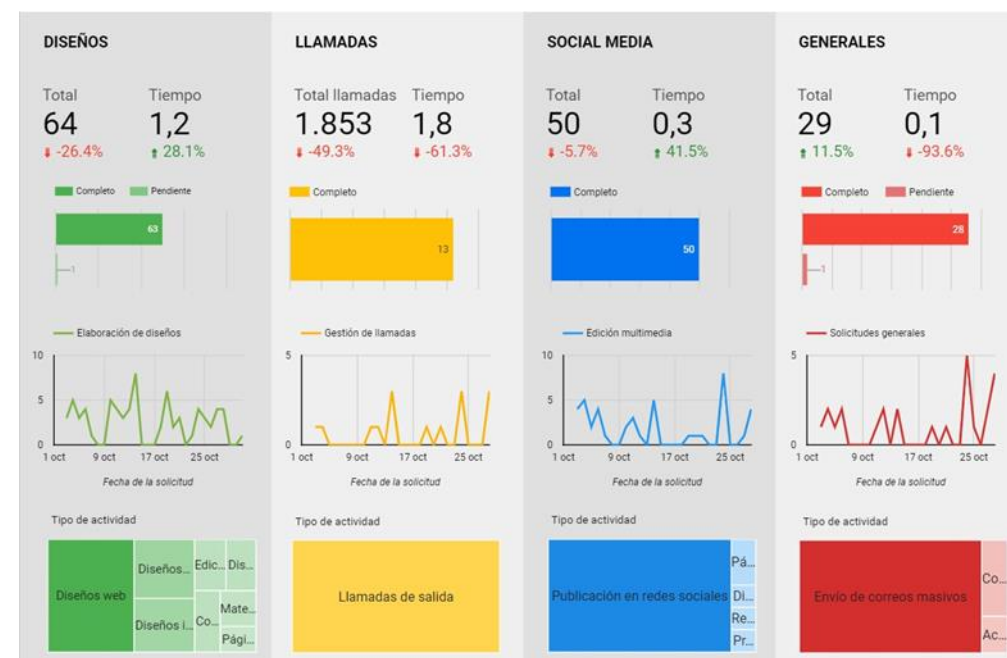 DISEÑOS
Total Tiempo
64 1,2
-26.4% 28.1%
Completo Pendiente
63
1
Elaboración de diseños
10
5
0
1 oct 9 oct 17 oct 25 oct
Fecha de la solicitud
Tipo de actividad
Diseños web
Diseños...
Edic...
Dis...
Diseños i...
Co...
Mate...
Pági...
LLAMADAS
Total llamadas Tiempo
1.853 1,8
-49.3% -61.3%
Completo
13
Gestión de llamadas
5
0
1 oct 9 oct 17 oct 25 oct
Fecha de la solicitud
Tipo de actividad
Llamadas de salida
SOCIAL MEDIA
Total Tiempo
50 0,3
-5.7% 41.5%
Completo
50
Edición multimedia
10
5
0
1 oct 9 oct 17 oct 25 oct
Fecha de la solicitud
Tipo de actividad
Publicación en redes sociales
Pá...
Di...
Re...
Pr...
GENERALES
Total Tiempo
29 0,1
11.5% -93.6%
Completo Pendiente
28
1
Solicitudes generales
5
0
1 oct 9 oct 17 oct 25 oct
Fecha de la solicitud
Tipo de actividad
Envío de correos masivos
Co...
Ac...